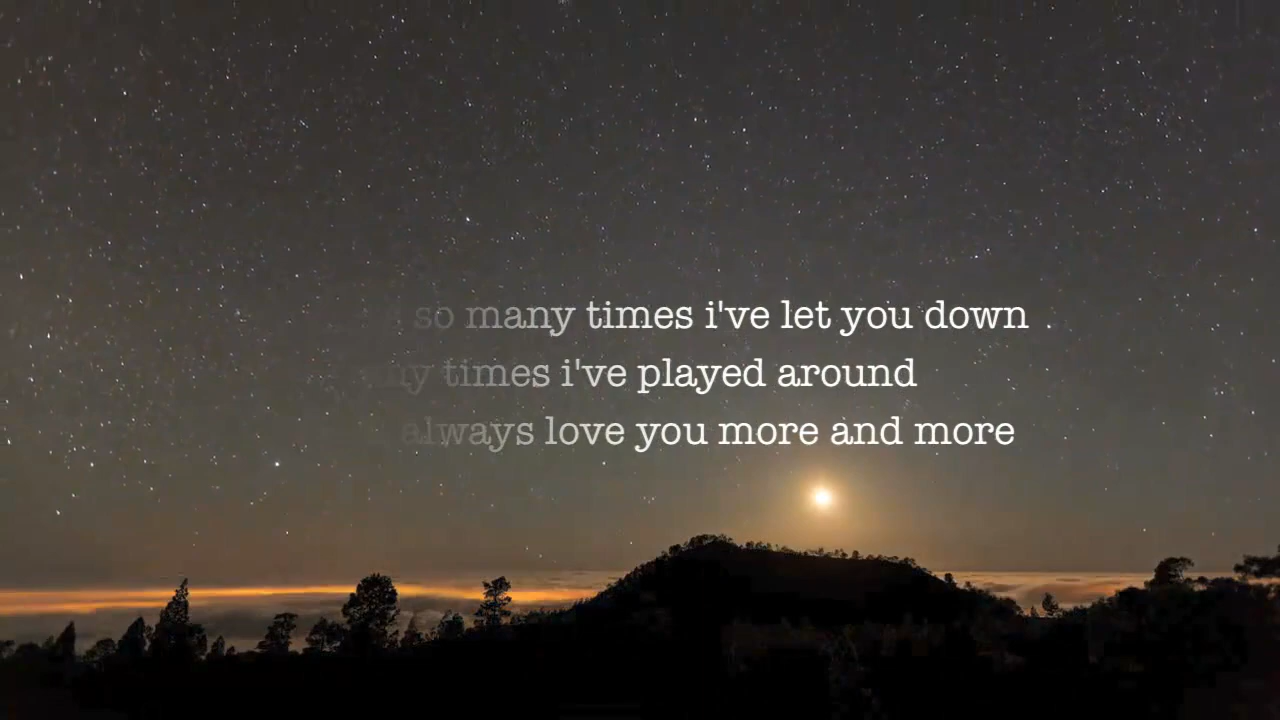 so many times i've let you down .
times i've played around
always love you more and more